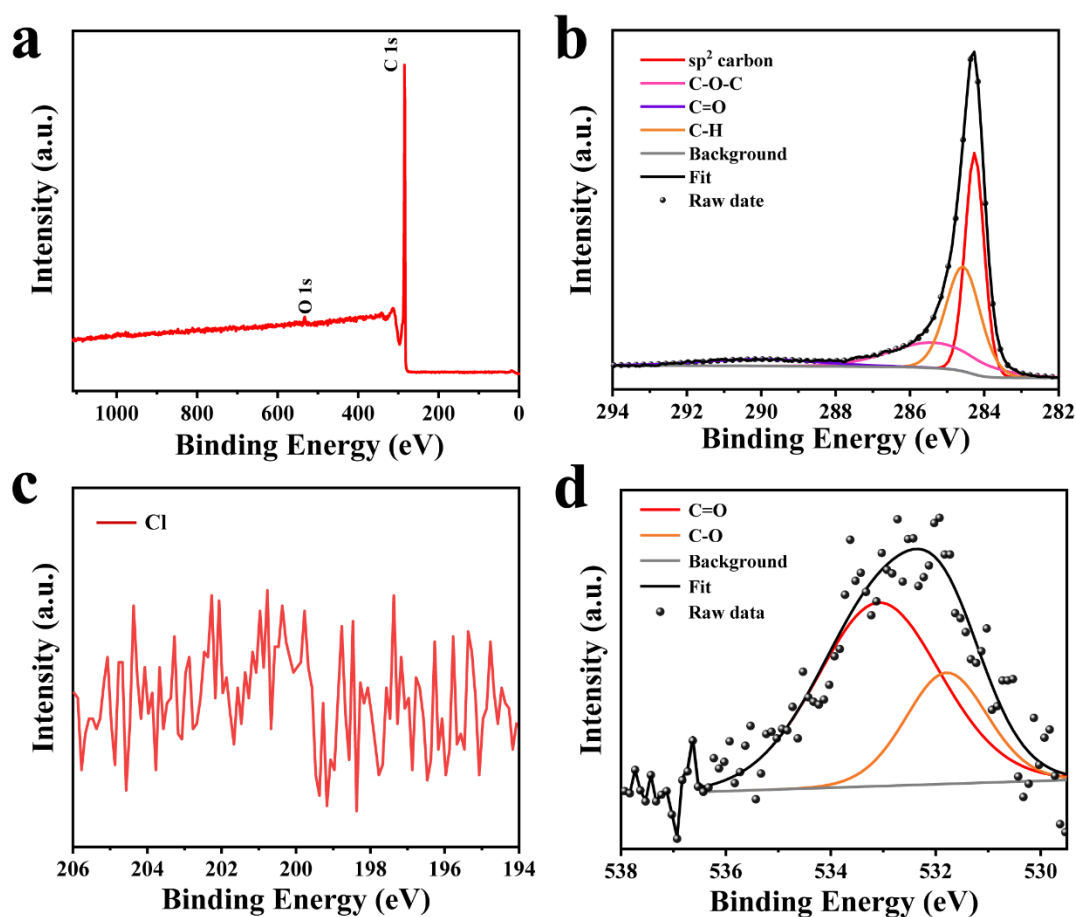 a
C 1s
O 1s
Intensity (a.u.)
1000 800 600 400 200 0
Binding Energy (eV)
b
sp² carbon
C-O-C
C=O
C-H
Background
Fit
Raw date
Intensity (a.u.)
294 292 290 288 286 284 282
Binding Energy (eV)
c
Cl
Intensity (a.u.)
206 204 202 200 198 196 194
Binding Energy (eV)
d
C=O
C-O
Background
Fit
Raw data
Intensity (a.u.)
538 536 534 532 530
Binding Energy (eV)